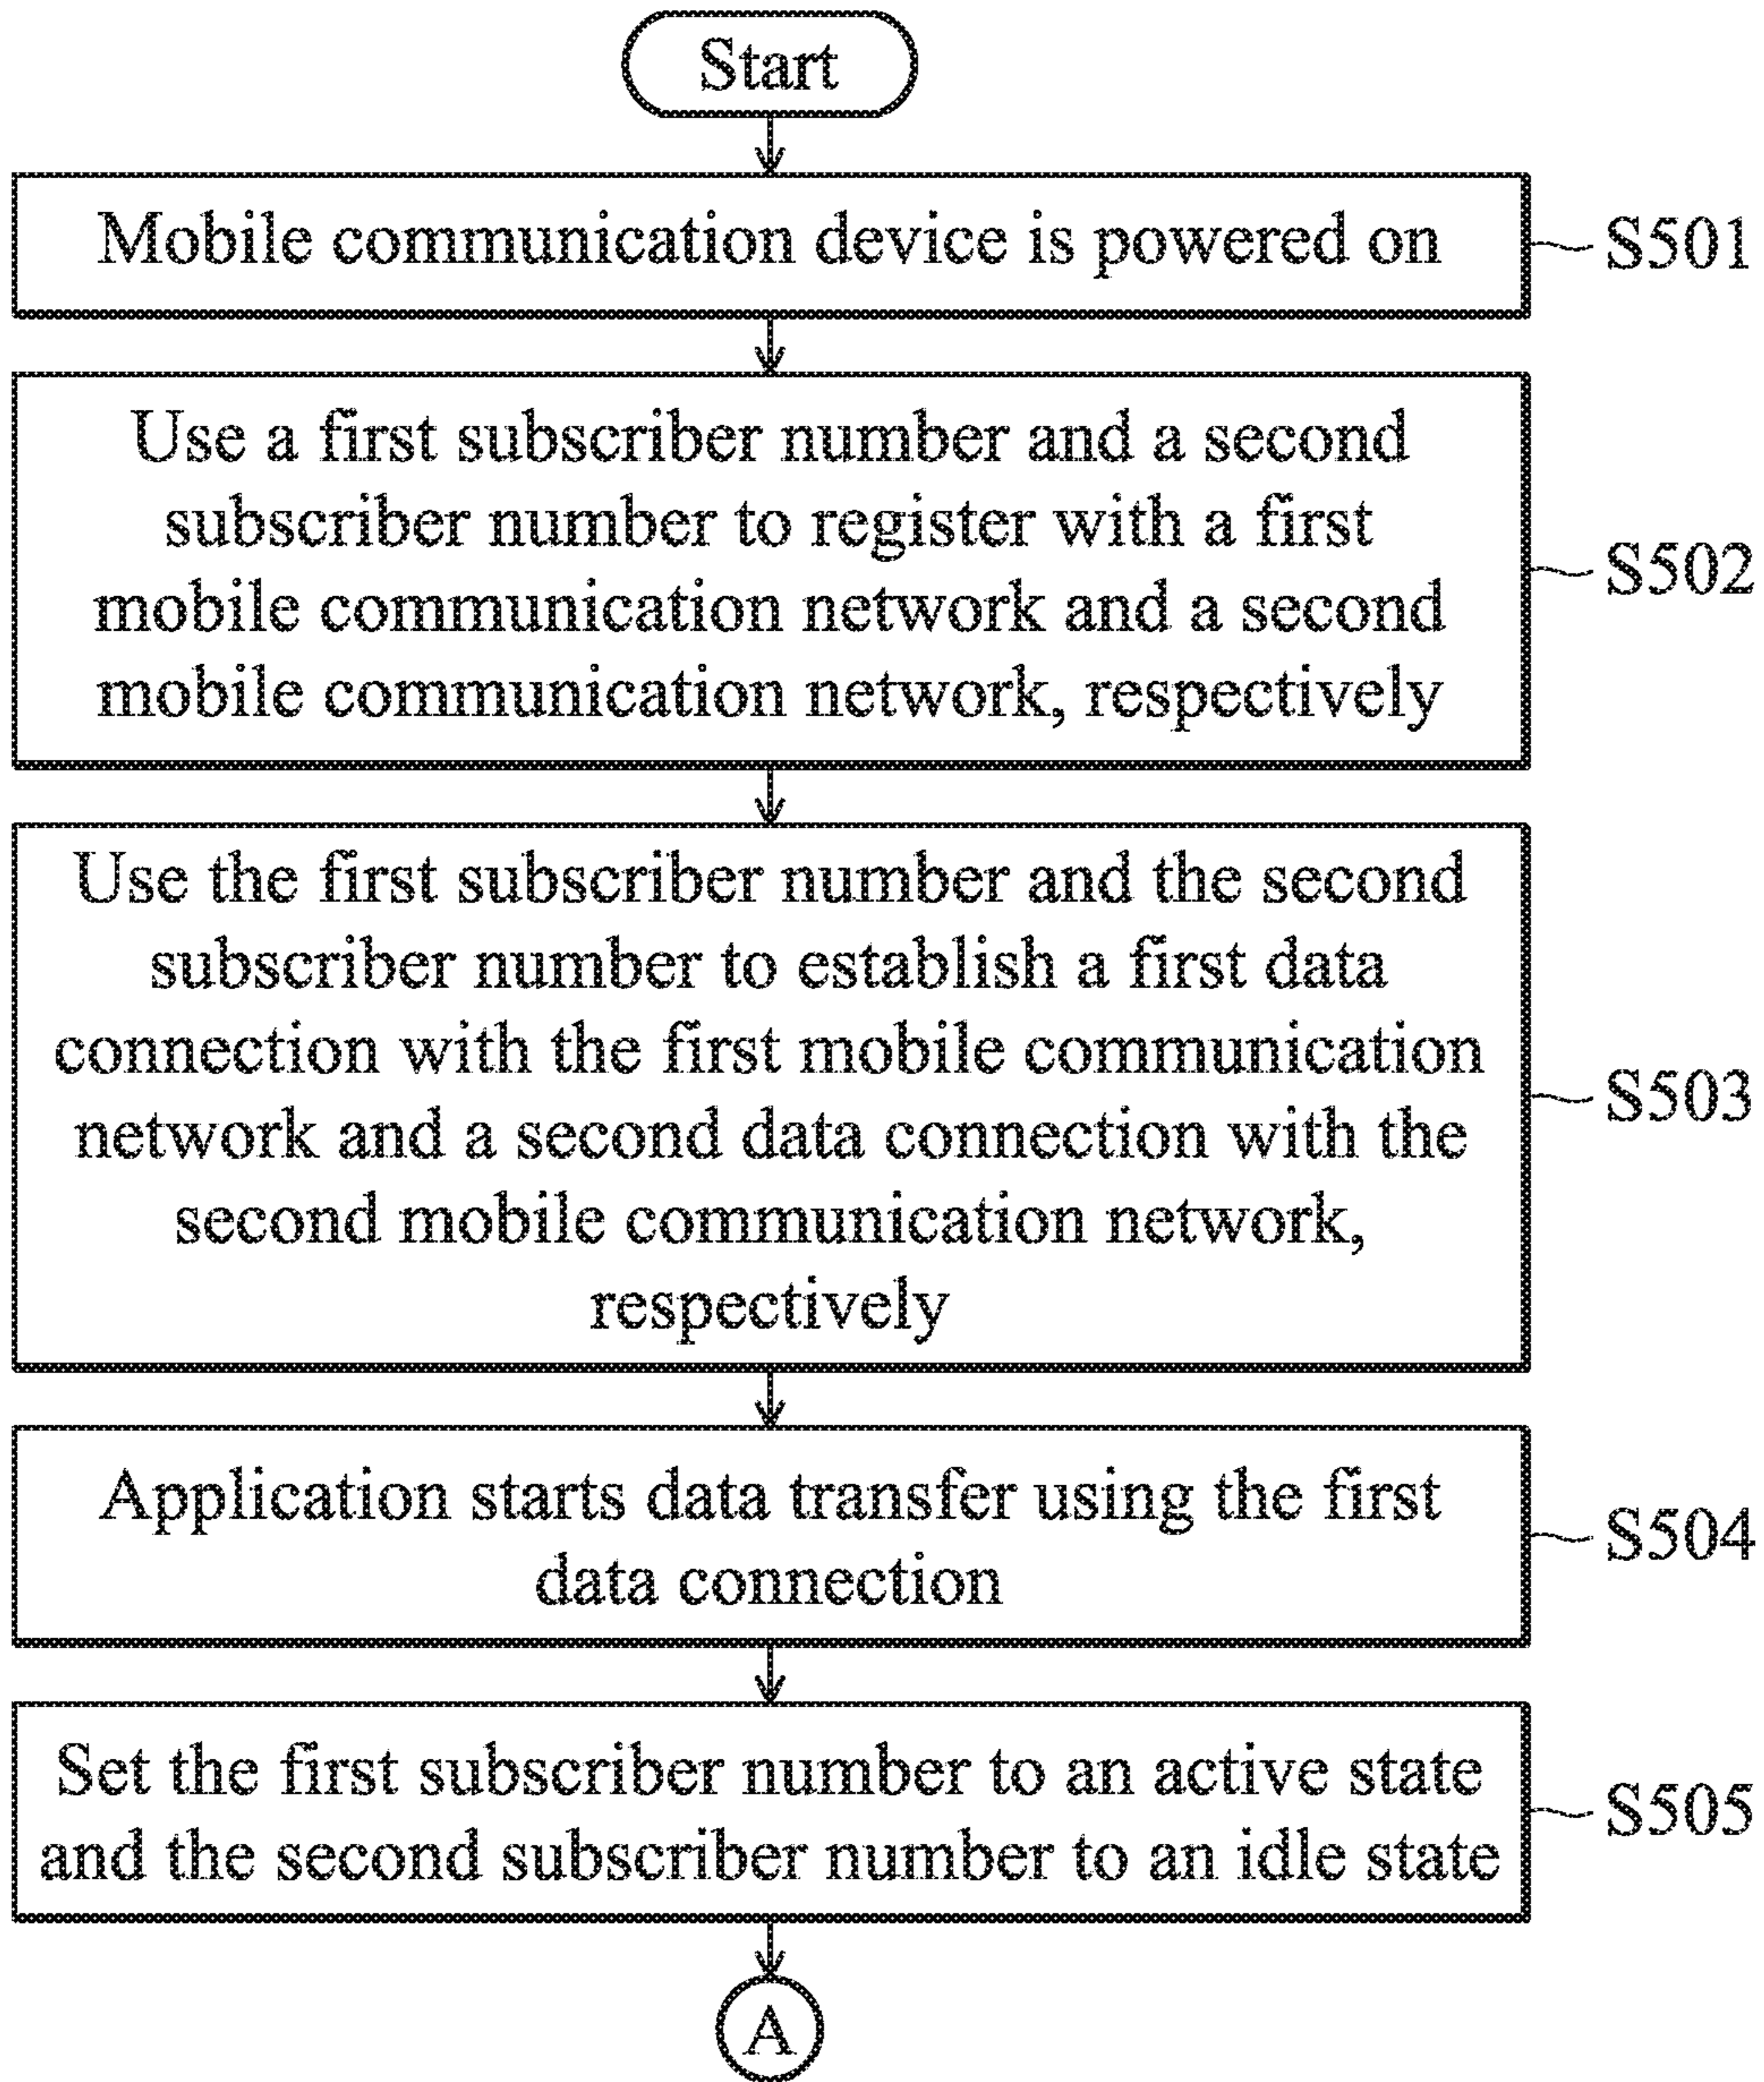 Start
Mobile communication device is powered on
S501
Use a first subscriber number and a second
subscriber number to register with a first
mobile communication network and a second
mobile communication network, respectively
S502
Use the first subscriber number and the second
subscriber number to establish a first data
connection with the first mobile communication
network and a second data connection with the
second mobile communication network,
respectively
S503
Application starts data transfer using the first
data connection
S504
Set the first subscriber number to an active state
and the second subscriber number to an idle state
S505
A